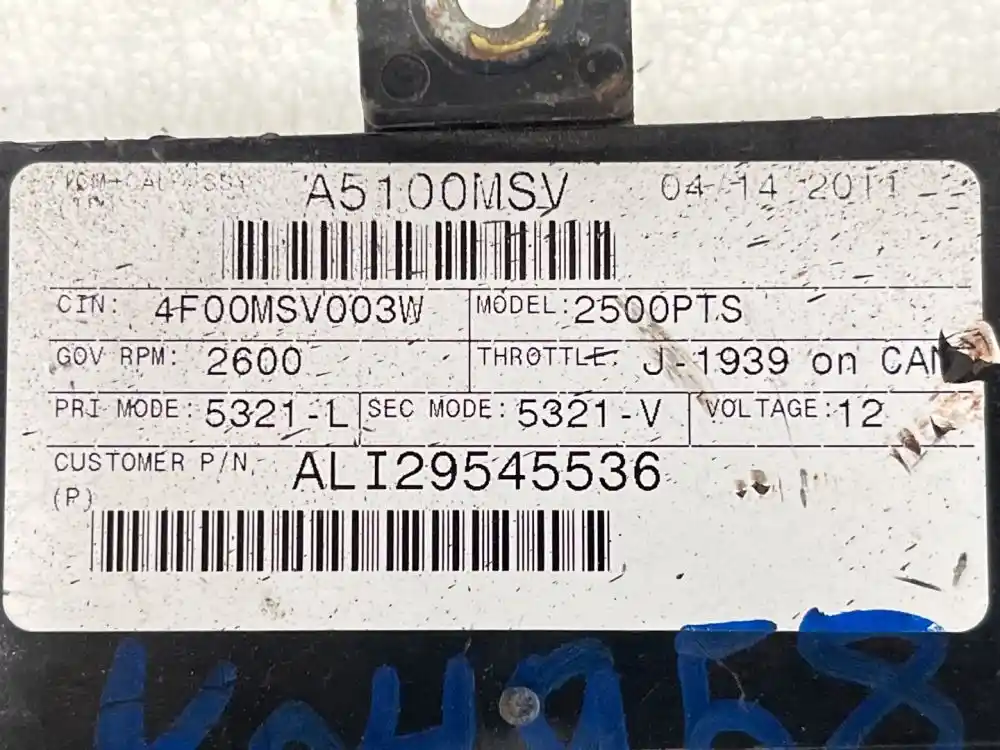 A5100MSV 04/14 2011
CIN: 4F00MSV003W MODEL: 2500PTS
GOV RPM: 2600 THROTTLE: J-1939 on CAN
PRI MODE: 5321-L SEC MODE: 5321-V VOLTAGE: 12
CUSTOMER P/N. ALI29545536
(P)